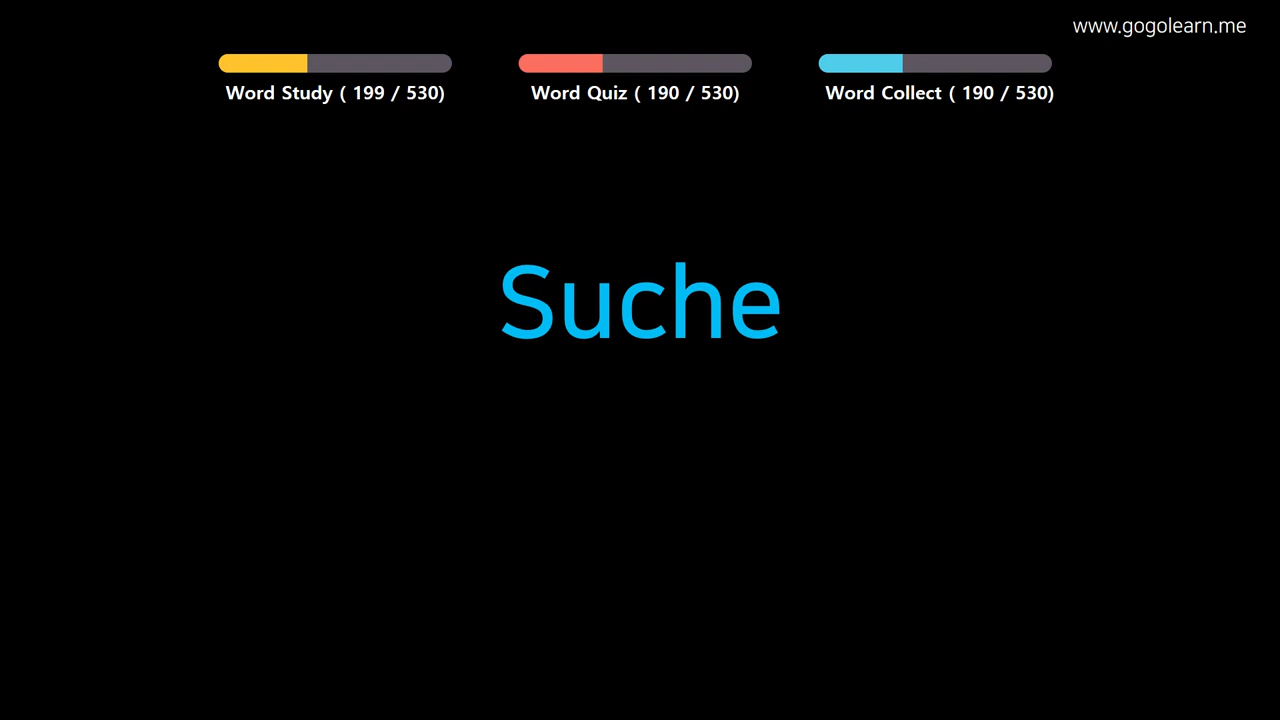 www.gogolearn.me
Word Study ( 199 / 530)
Word Quiz ( 190 / 530)
Word Collect ( 190 / 530)
Suche